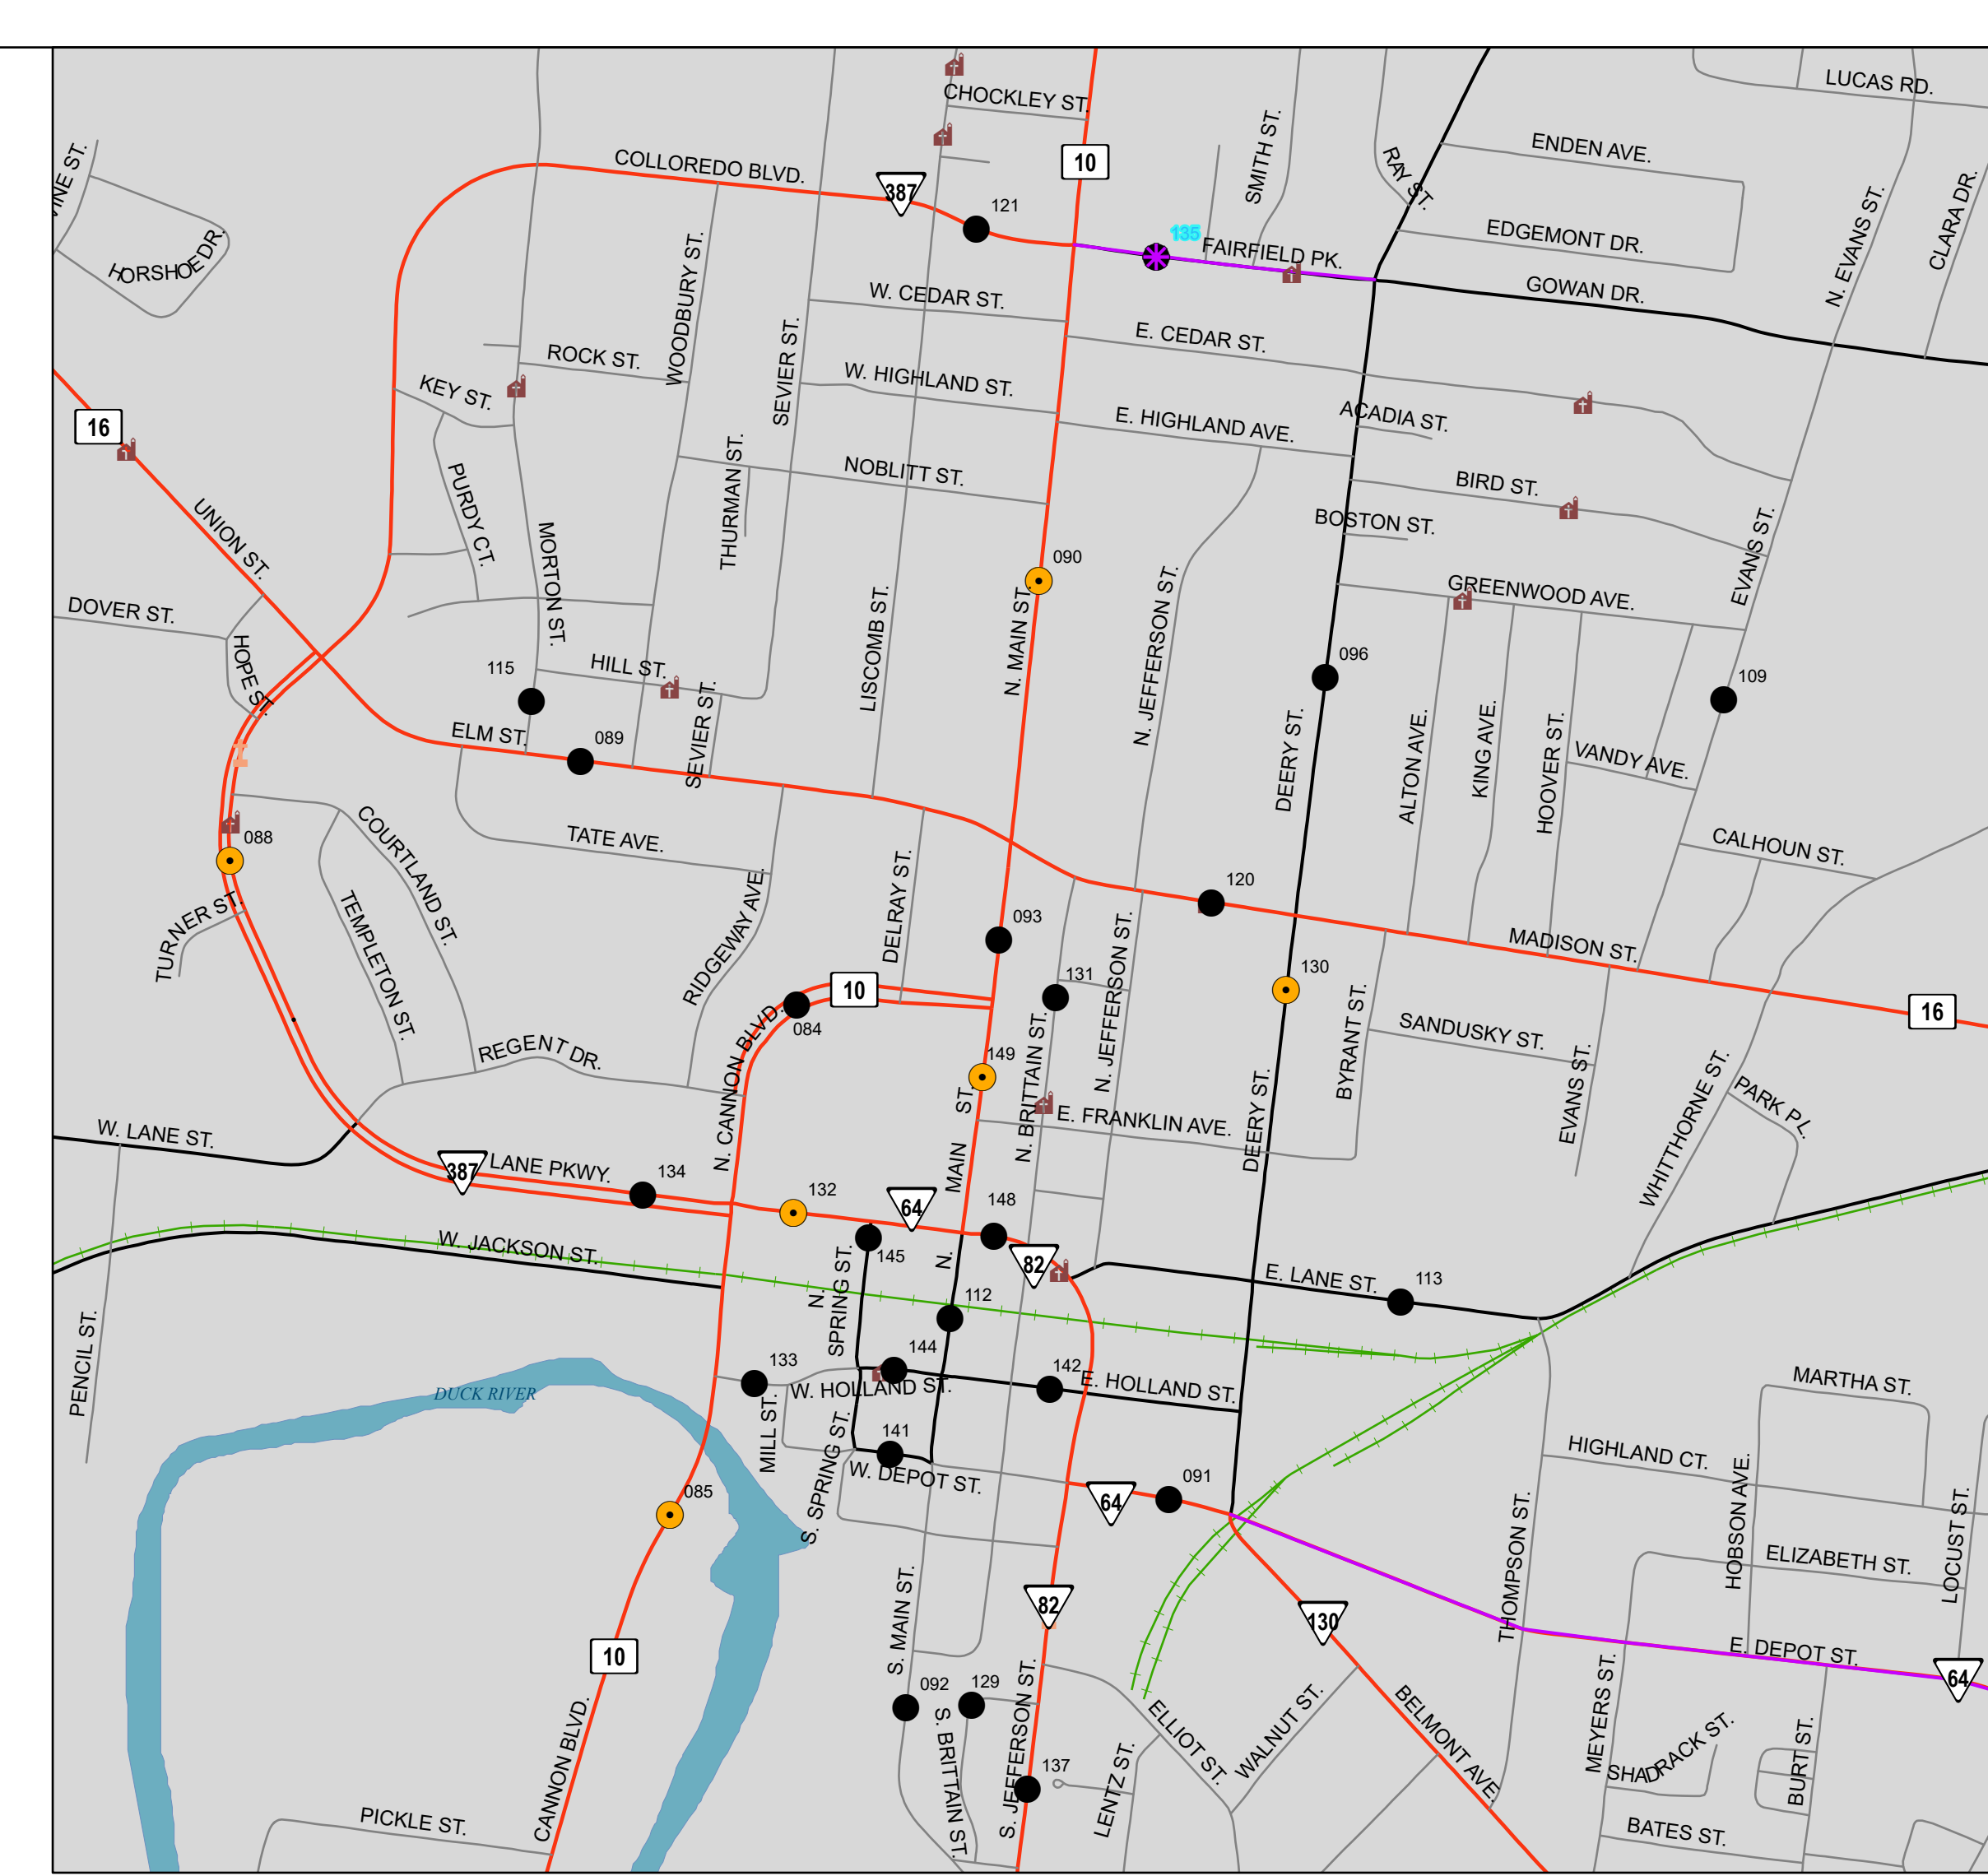 CHOCKLEY ST.
LUCAS RD.
SMITH ST.
ENDEN AVE.
RAY ST.
VINE ST.
COLLOREDO BLVD.
10
387
121
135
FAIRFIELD PK.
EDGEMONT DR.
N. EVANS ST.
CLARA DR.
HORSHOE DR.
GOWAN DR.
WOODBURY ST.
W. CEDAR ST.
E. CEDAR ST.
SEVIER ST.
ROCK ST.
KEY ST.
W. HIGHLAND ST.
E. HIGHLAND AVE.
ACADIA ST.
16
PURDY CT.
THURMAN ST.
NOBLITT ST.
BIRD ST.
BOSTON ST.
UNION ST.
MORTON ST.
090
EVANS ST.
DOVER ST.
HOPE ST.
LISCOMB ST.
N. MAIN ST.
N. JEFFERSON ST.
GREENWOOD AVE.
115
HILL ST.
SEVIER ST.
096
109
ELM ST.
089
DEERY ST.
ALTON AVE.
KING AVE.
HOOVER ST.
VANDY AVE.
088
COURTLAND ST.
TATE AVE.
CALHOUN ST.
TURNER ST.
TEMPLETON ST.
RIDGEWAY AVE.
DELRAY ST.
093
120
MADISON ST.
131
130
N. JEFFERSON ST.
10
084
16
BYRANT ST.
SANDUSKY ST.
REGENT DR.
N. CANNON BLVD.
149
N. BRITTAIN ST.
EVANS ST.
WHITTHORNE ST.
PARK PL.
W. LANE ST.
E. FRANKLIN AVE.
DEERY ST.
N. MAIN ST.
387
LANE PKWY.
134
132
64
148
W. JACKSON ST.
145
82
E. LANE ST.
113
N. SPRING ST.
112
PENCIL ST.
133
144
142
W. HOLLAND ST.
E. HOLLAND ST.
DUCK RIVER
MARTHA ST.
MILL ST.
S. SPRING ST.
141
W. DEPOT ST.
HIGHLAND CT.
085
64
091
THOMPSON ST.
HOBSON AVE.
LOCUST ST.
ELIZABETH ST.
S. MAIN ST.
82
130
10
E. DEPOT ST.
64
092
129
S. BRITTAIN ST.
S. JEFFERSON ST.
ELLIOT ST.
WALNUT ST.
BELMONT AVE.
MEYERS ST.
SHADRACK ST.
BURT ST.
137
LENTZ ST.
CANNON BLVD.
PICKLE ST.
BATES ST.